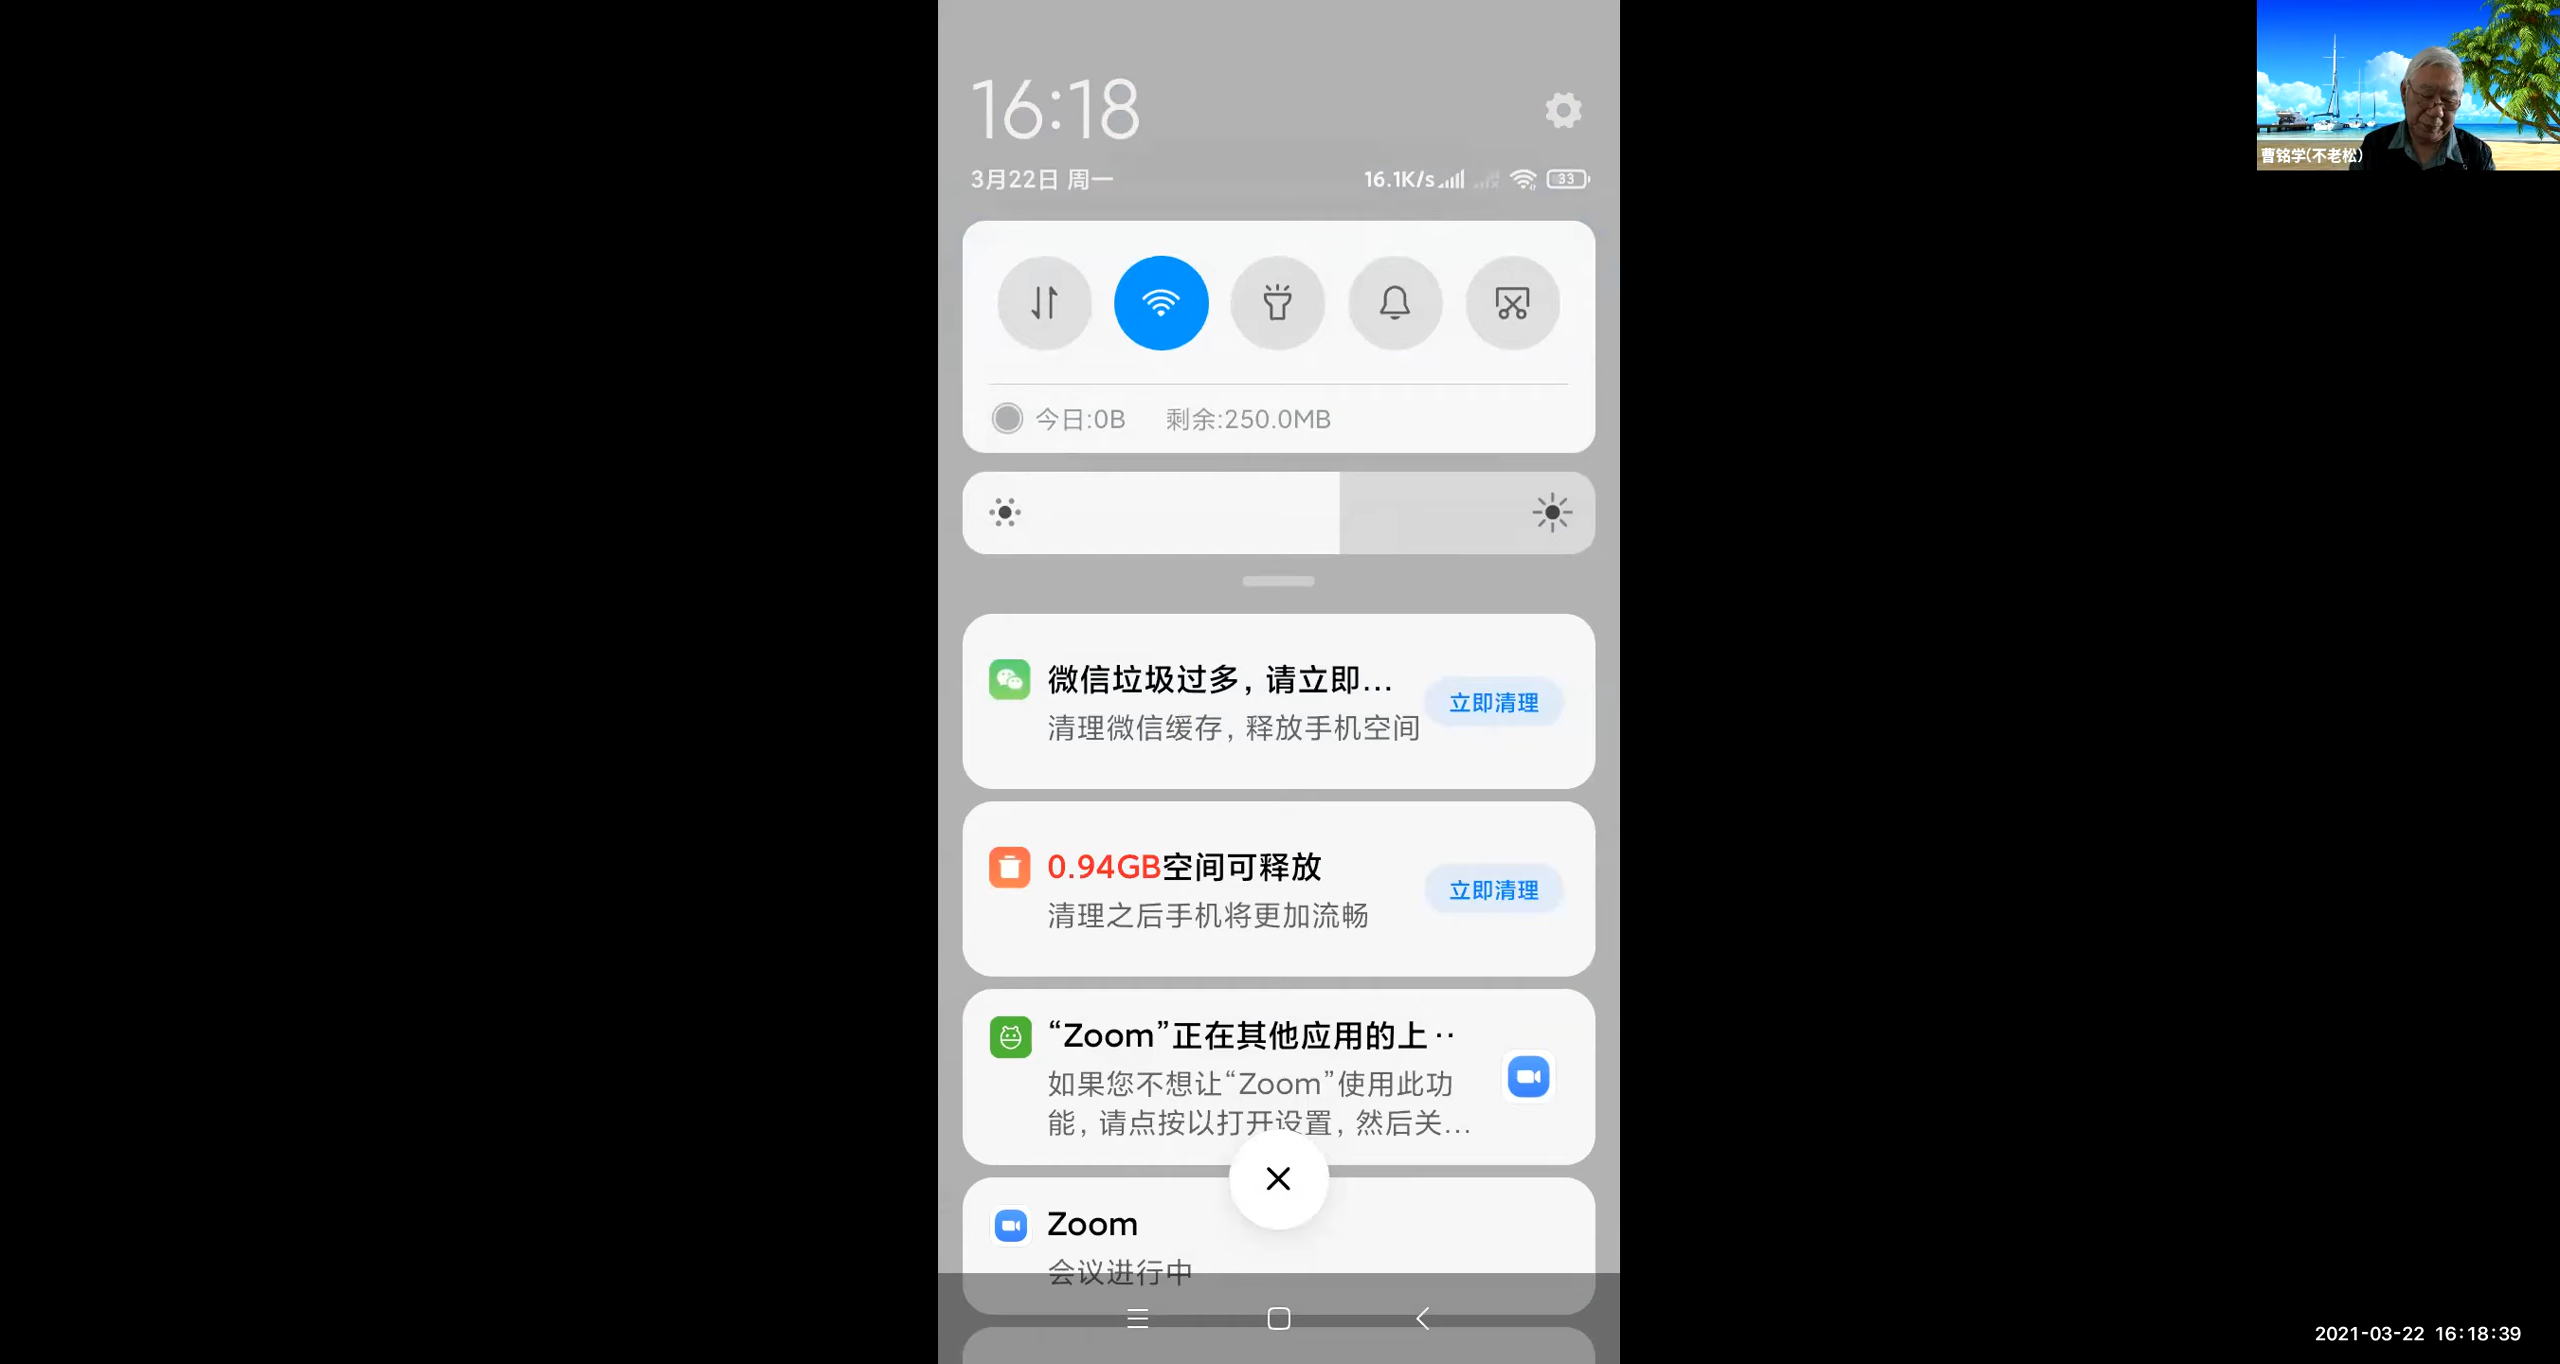 16:18
3月22日 周一
16.1K/s
33
曹铭学(不老松)
今日:0B 剩余:250.0MB
微信垃圾过多，请立即...
清理微信缓存，释放手机空间
立即清理
0.94GB空间可释放
清理之后手机将更加流畅
立即清理
“Zoom”正在其他应用的上··
如果您不想让“Zoom”使用此功
能，请点按以打开设置，然后关...
Zoom
会议进行中
2021-03-22 16:18:39